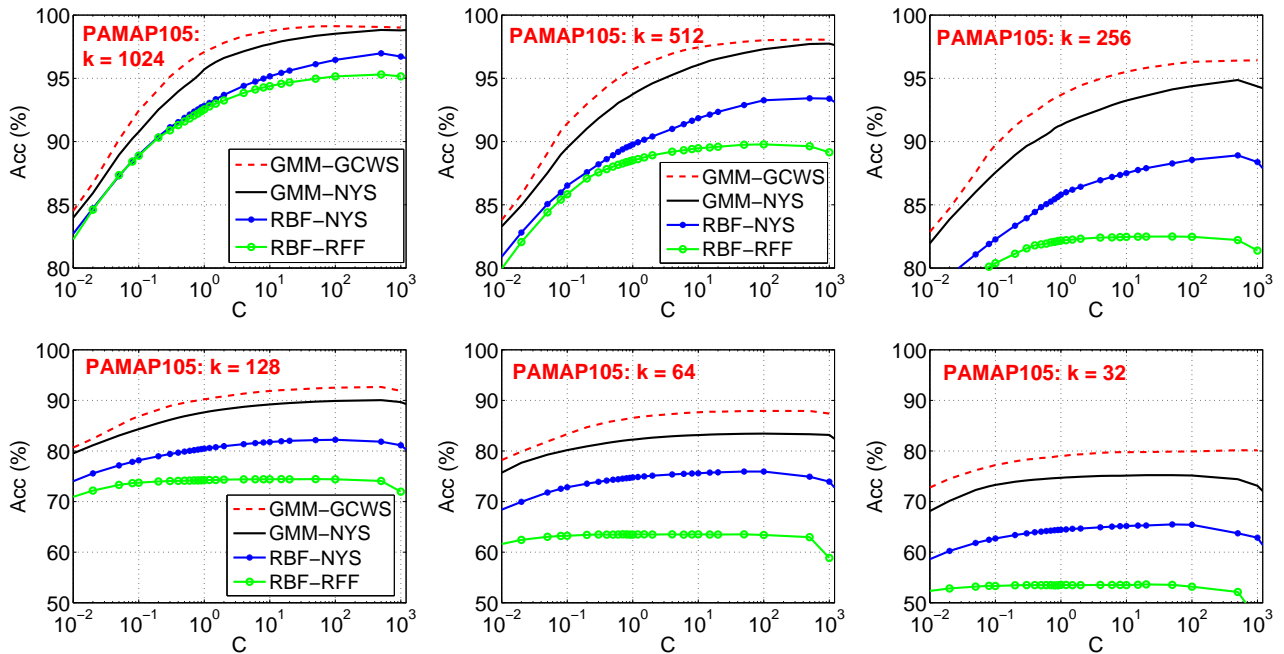 PAMAP105:
k = 1024
Acc (%)
100
95
90
85
80
GMM−GCWS
GMM−NYS
RBF−NYS
RBF−RFF
10^−2 10^−1 10^0 10^1 10^2 10^3
C
PAMAP105: k = 512
Acc (%)
100
95
90
85
80
GMM−GCWS
GMM−NYS
RBF−NYS
RBF−RFF
10^−2 10^−1 10^0 10^1 10^2 10^3
C
PAMAP105: k = 256
Acc (%)
100
95
90
85
80
10^−2 10^−1 10^0 10^1 10^2 10^3
C
PAMAP105: k = 128
Acc (%)
100
90
80
70
60
50
GMM−GCWS
GMM−NYS
RBF−NYS
RBF−RFF
10^−2 10^−1 10^0 10^1 10^2 10^3
C
PAMAP105: k = 64
Acc (%)
100
90
80
70
60
50
10^−2 10^−1 10^0 10^1 10^2 10^3
C
PAMAP105: k = 32
Acc (%)
100
90
80
70
60
50
10^−2 10^−1 10^0 10^1 10^2 10^3
C